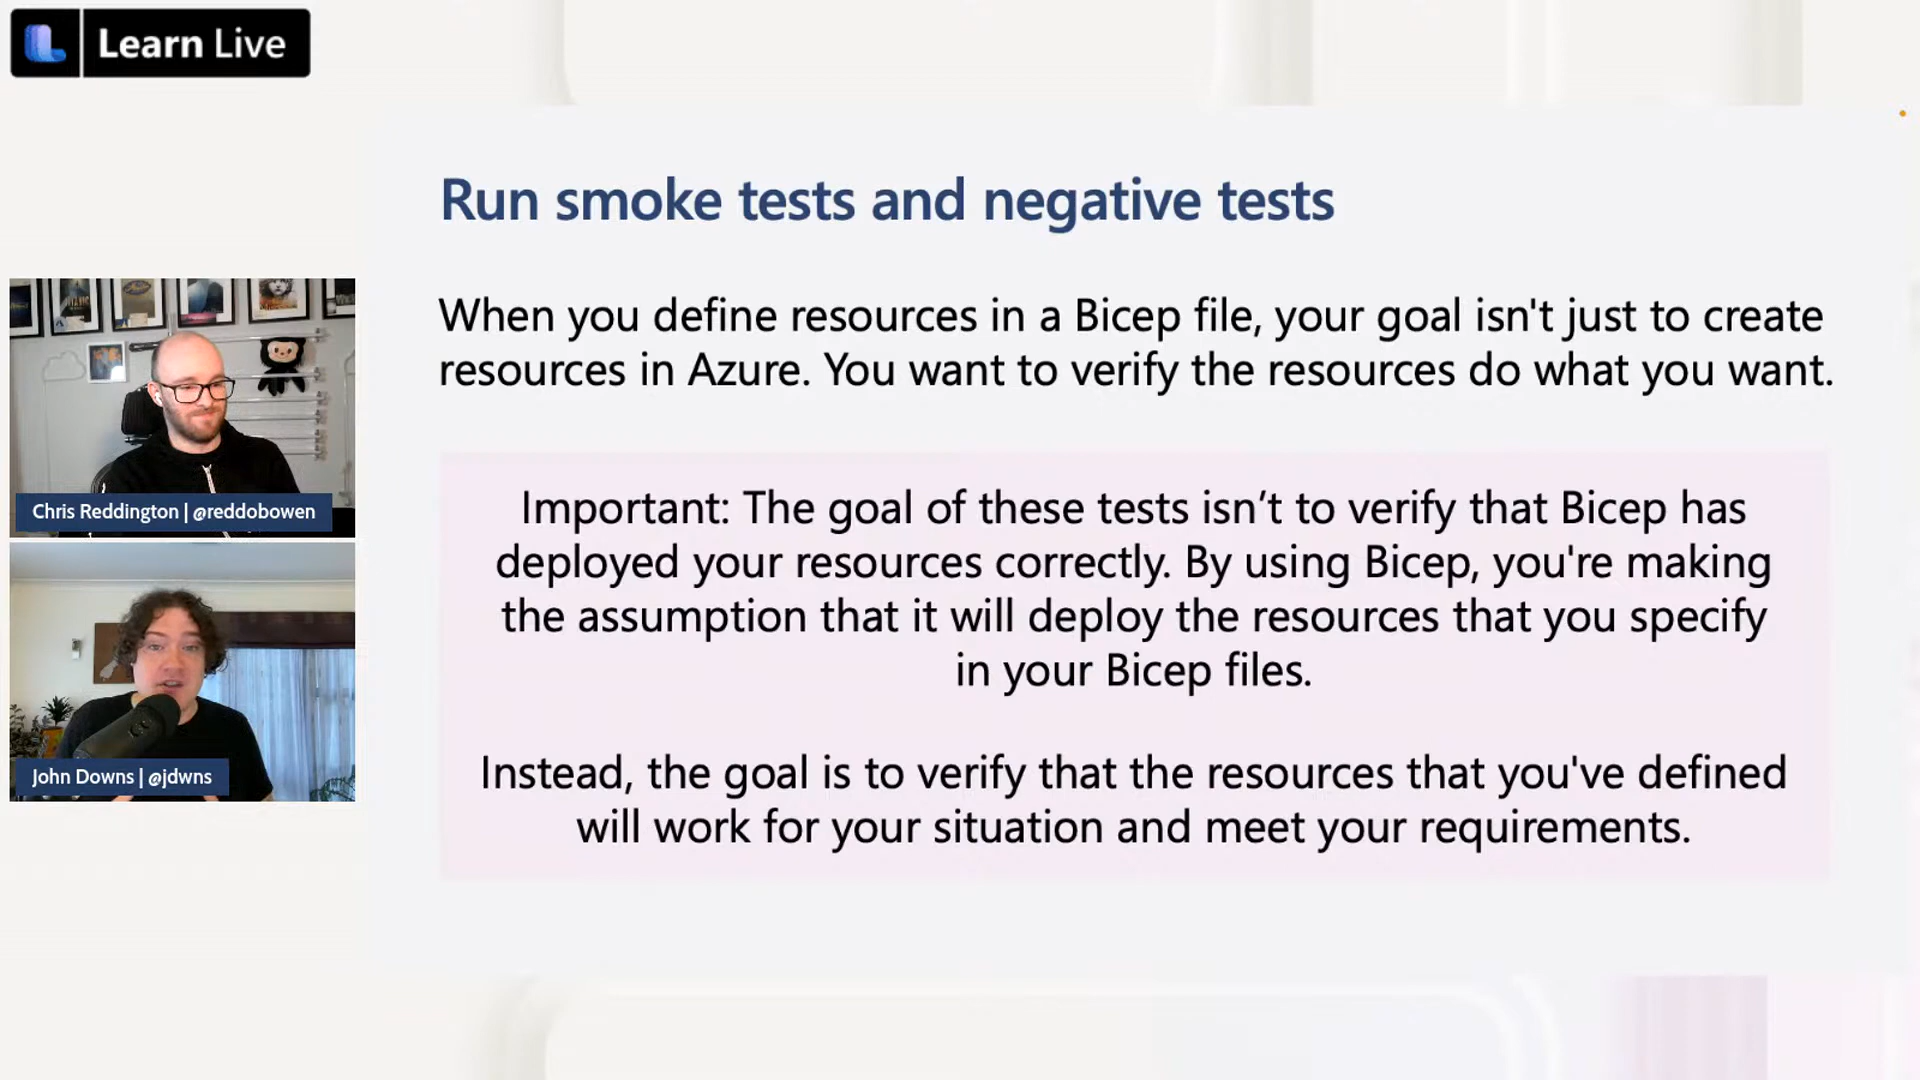 Learn Live
Run smoke tests and negative tests
When you define resources in a Bicep file, your goal isn't just to create
resources in Azure. You want to verify the resources do what you want.
Important: The goal of these tests isn’t to verify that Bicep has
deployed your resources correctly. By using Bicep, you're making
the assumption that it will deploy the resources that you specify
in your Bicep files.
Instead, the goal is to verify that the resources that you've defined
will work for your situation and meet your requirements.
Chris Reddington | @reddobowen
John Downs | @jdwns